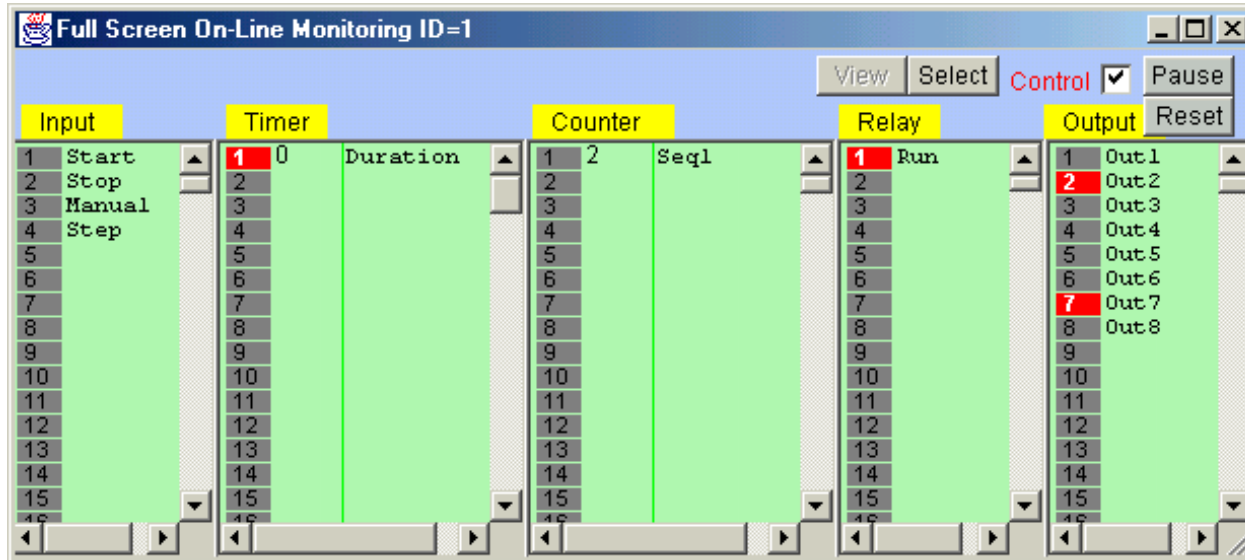 Full Screen On-Line Monitoring ID=1
View Select Control Pause
Reset
Input Timer Counter Relay Output
1 Start 1 0 Duration 1 2 Seq1 1 Run 1 Out1
2 Stop 2 2 2 2 Out2
3 Manual 3 3 3 3 Out3
4 Step 4 4 4 4 Out4
5 5 5 5 5 Out5
6 6 6 6 6 Out6
7 7 7 7 7 Out7
8 8 8 8 8 Out8
9 9 9 9 9
10 10 10 10 10
11 11 11 11 11
12 12 12 12 12
13 13 13 13 13
14 14 14 14 14
15 15 15 15 15
16 16 16 16 16